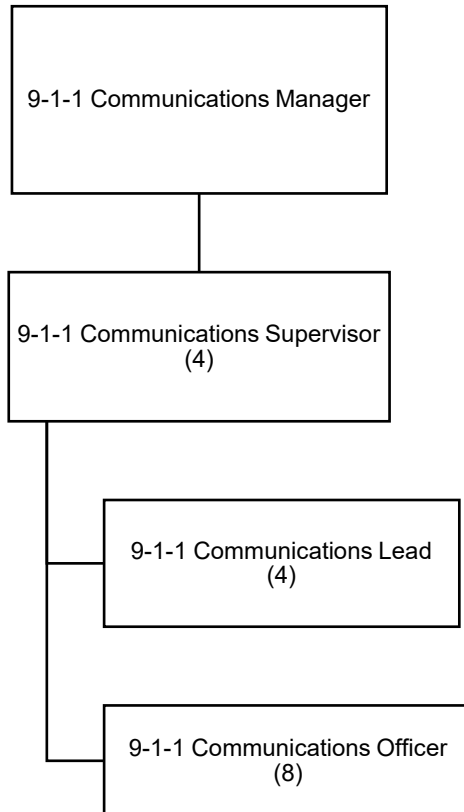 9-1-1 Communications Manager
9-1-1 Communications Supervisor
(4)
9-1-1 Communications Lead
(4)
9-1-1 Communications Officer
(8)